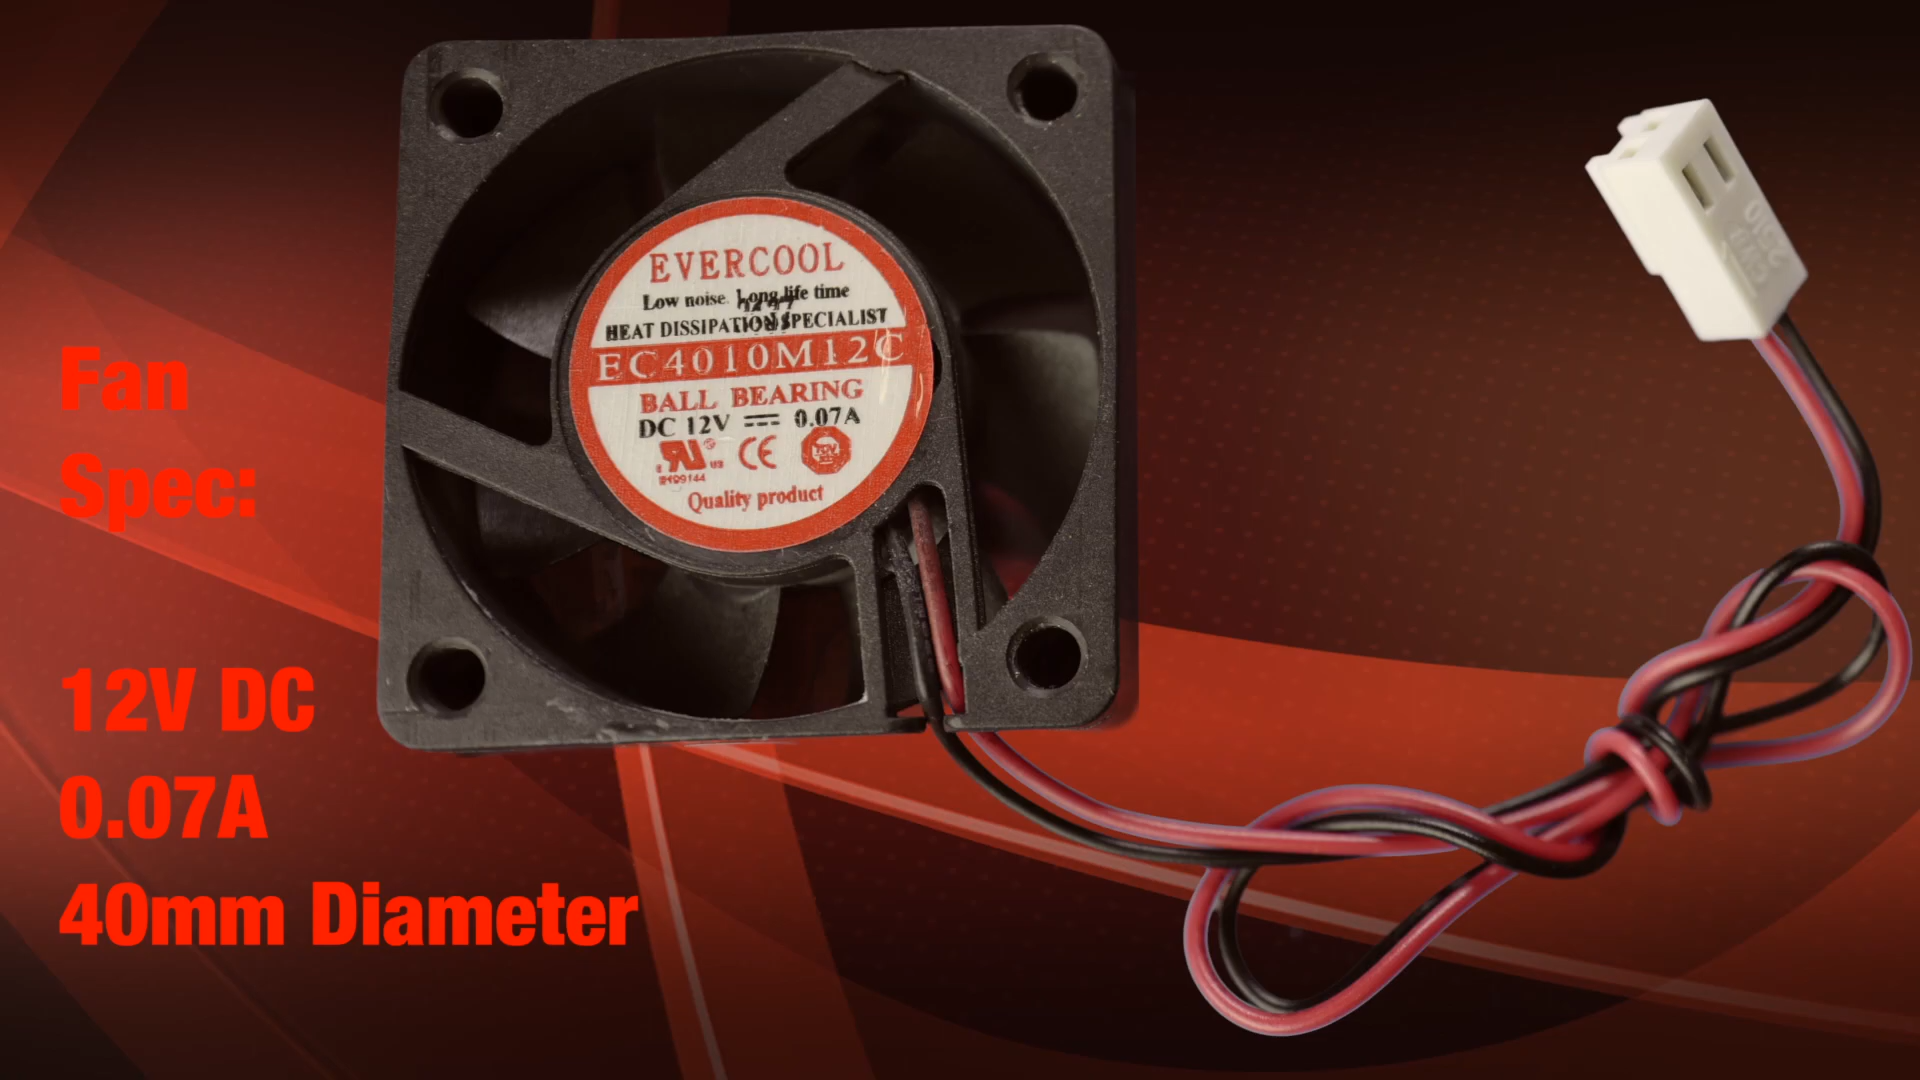 Fan
Spec:
12V DC
0.07A
40mm Diameter
EVERCOOL
Low noise. Long life time
HEAT DISSIPATION SPECIALIST
EC4010M12C
BALL BEARING
DC 12V ⎓ 0.07A
CE
Quality product
2510